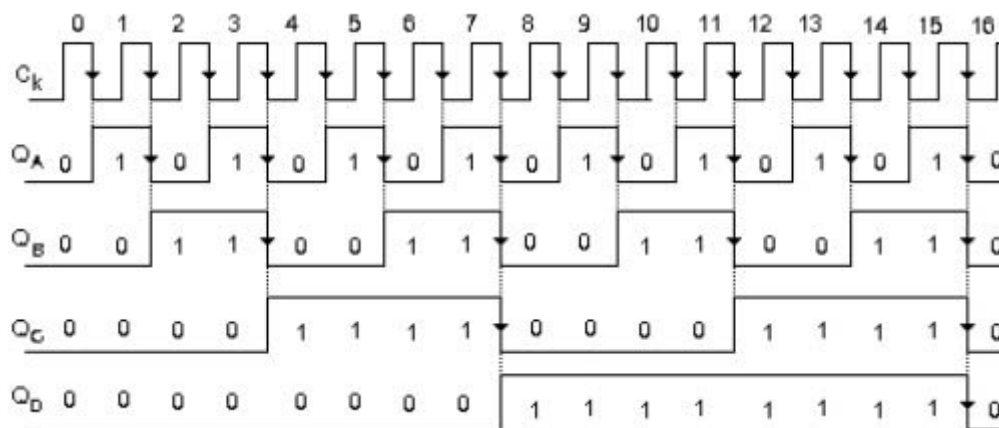 0 1 2 3 4 5 6 7 8 9 10 11 12 13 14 15 16
Ck
QA 0 1 0 1 0 1 0 1 0 1 0 1 0 1 0 1 0
QB 0 0 1 1 0 0 1 1 0 0 1 1 0 0 1 1 0
QC 0 0 0 0 1 1 1 1 0 0 0 0 1 1 1 1 0
QD 0 0 0 0 0 0 0 0 1 1 1 1 1 1 1 1 0